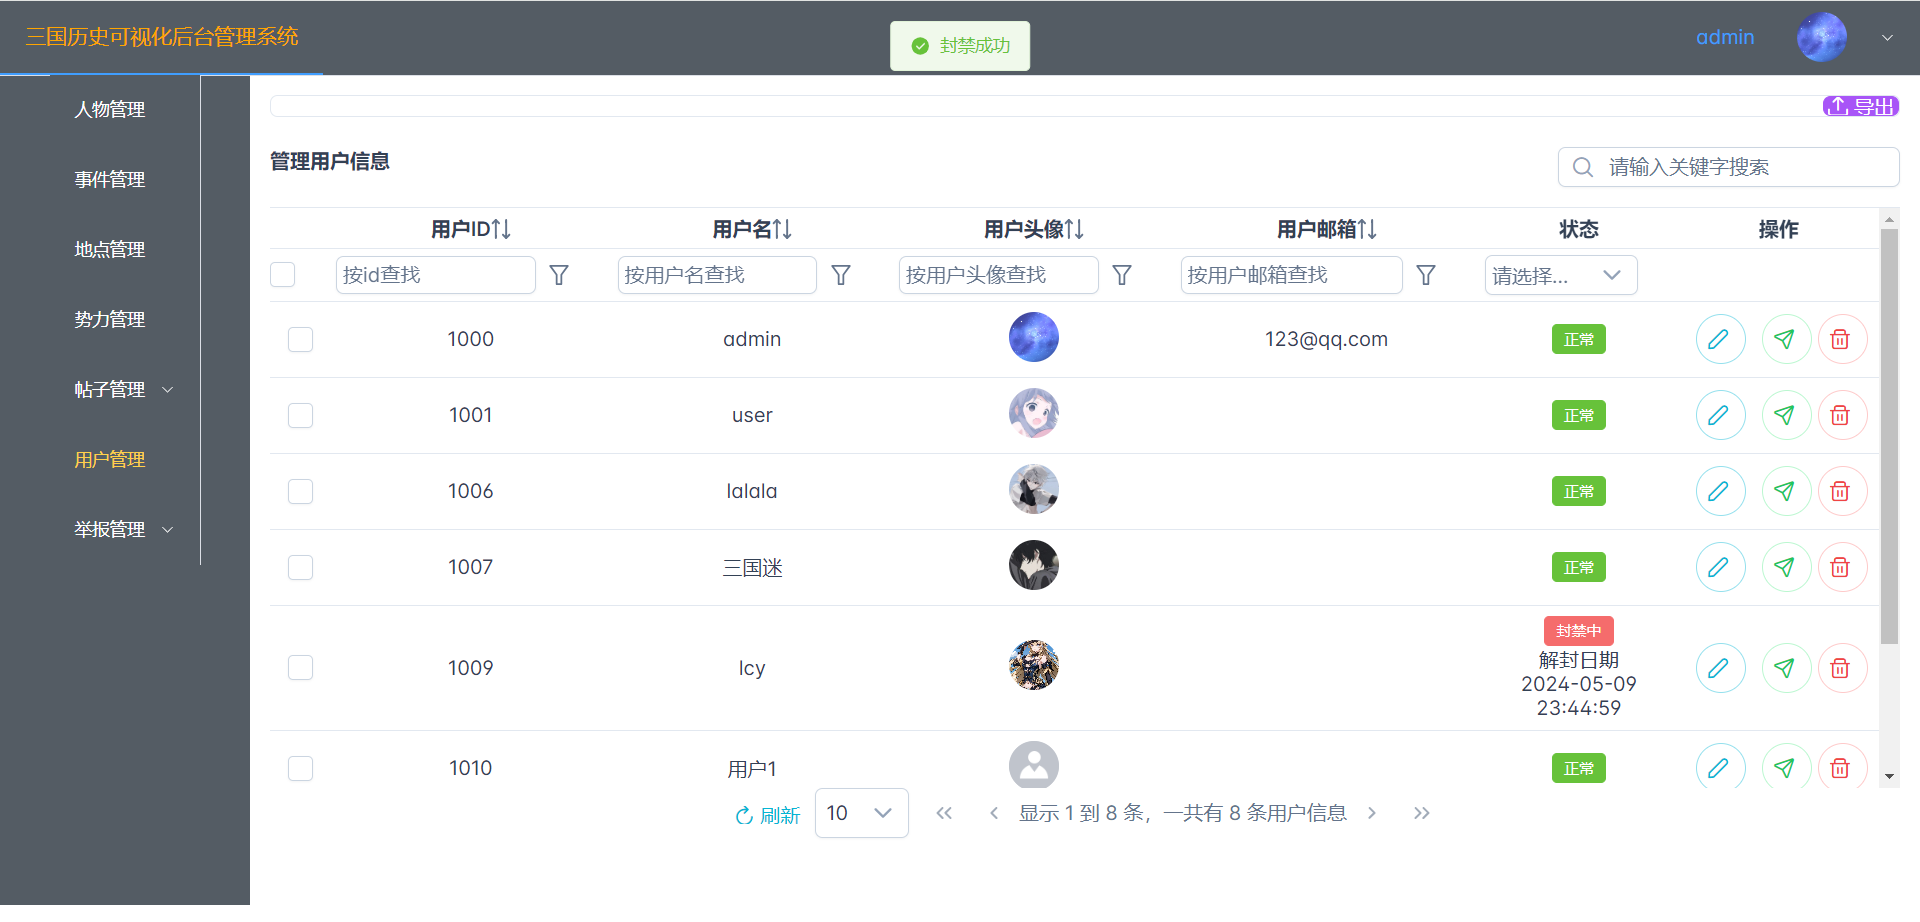 三国历史可视化后台管理系统
封禁成功
admin
人物管理
事件管理
地点管理
势力管理
帖子管理
用户管理
举报管理
导出
管理用户信息
请输入关键字搜索
用户ID 用户名 用户头像 用户邮箱 状态 操作
按id查找 按用户名查找 按用户头像查找 按用户邮箱查找 请选择...
1000 admin 123@qq.com 正常
1001 user 正常
1006 lalala 正常
1007 三国迷 正常
1009 lcy 封禁中
解封日期
2024-05-09
23:44:59
1010 用户1 正常
刷新 10 显示 1 到 8 条，一共有 8 条用户信息